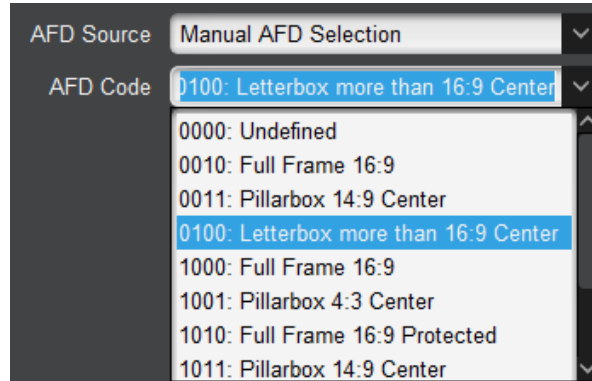 AFD Source Manual AFD Selection
AFD Code 0100: Letterbox more than 16:9 Center
0000: Undefined
0010: Full Frame 16:9
0011: Pillarbox 14:9 Center
0100: Letterbox more than 16:9 Center
1000: Full Frame 16:9
1001: Pillarbox 4:3 Center
1010: Full Frame 16:9 Protected
1011: Pillarbox 14:9 Center